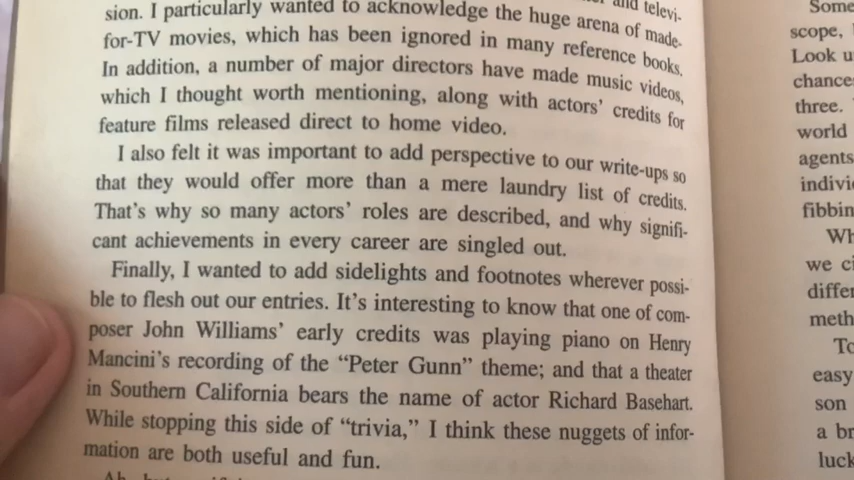 and televi-
sion. I particularly wanted to acknowledge the huge arena of made-
for-TV movies, which has been ignored in many reference books.
In addition, a number of major directors have made music videos,
which I thought worth mentioning, along with actors' credits for
feature films released direct to home video.
I also felt it was important to add perspective to our write-ups so
that they would offer more than a mere laundry list of credits.
That's why so many actors' roles are described, and why signifi-
cant achievements in every career are singled out.
Finally, I wanted to add sidelights and footnotes wherever possi-
ble to flesh out our entries. It's interesting to know that one of com-
poser John Williams' early credits was playing piano on Henry
Mancini's recording of the "Peter Gunn" theme; and that a theater
in Southern California bears the name of actor Richard Basehart.
While stopping this side of "trivia," I think these nuggets of infor-
mation are both useful and fun.
Some
scope,
Look u
chance
three.
world
agents
indivi
fibbin
Wh
we ci
differ
meth
To
easy
son
a br
luck